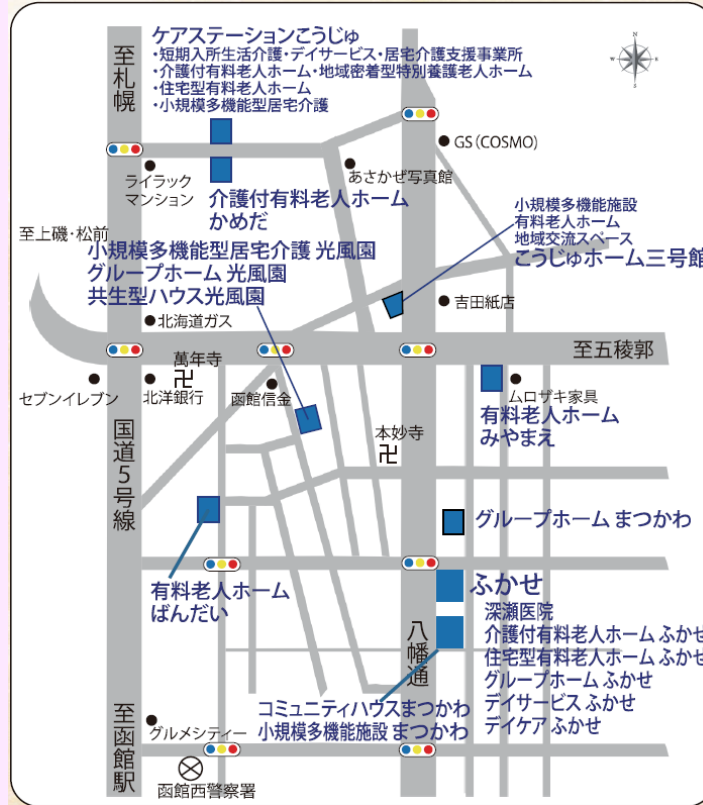 ケアステーションこうじゅ
・短期入所生活介護・デイサービス・居宅介護支援事業所
・介護付有料老人ホーム・地域密着型特別養護老人ホーム
・住宅型有料老人ホーム
・小規模多機能型居宅介護
至札幌
N
W
E
S
GS(COSMO)
ライラック
マンション
あさかぜ写真館
介護付有料老人ホーム
かめだ
小規模多機能施設
有料老人ホーム
地域交流スペース
こうじゅホーム三号館
至上磯・松前
小規模多機能型居宅介護 光風園
グループホーム 光風園
共生型ハウス光風園
吉田紙店
北海道ガス
至五稜郭
萬年寺
卍
セブンイレブン
北洋銀行
函館信金
ムロザキ家具
有料老人ホーム
みやまえ
本妙寺
卍
国道5号線
グループホーム まつかわ
有料老人ホーム
ばんだい
ふかせ
深瀬医院
介護付有料老人ホーム ふかせ
住宅型有料老人ホーム ふかせ
グループホーム ふかせ
デイサービス ふかせ
デイケア ふかせ
八幡通
コミュニティハウスまつかわ
小規模多機能施設 まつかわ
至函館駅
グルメシティー
函館西警察署